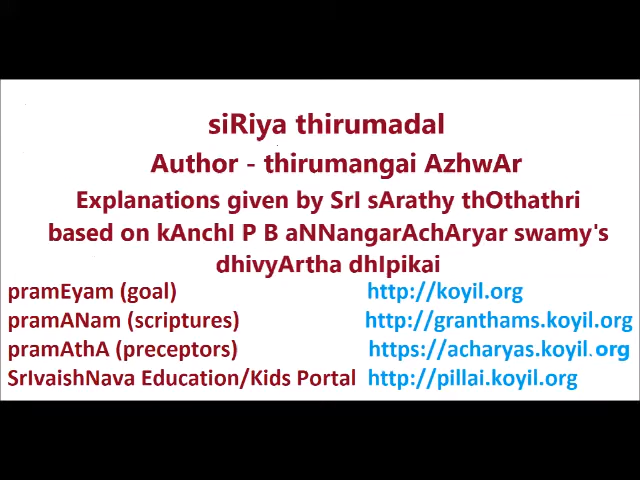 siRiya thirumadal
Author - thirumangai AzhwAr
Explanations given by SrI sArathy thOthathri
based on kAnchI P B aNNangarAchAryar swamy's
dhivyArtha dhIpikai
pramEyam (goal) http://koyil.org
pramANam (scriptures) http://granthams.koyil.org
pramAthA (preceptors) https://acharyas.koyil.org
SrIvaishNava Education/Kids Portal http://pillai.koyil.org